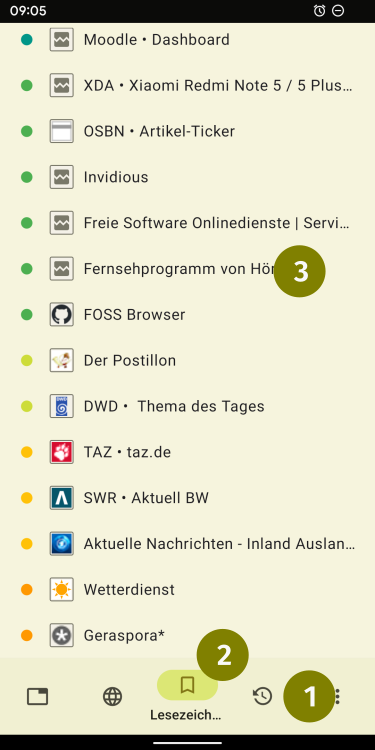 09:05
Moodle • Dashboard
XDA • Xiaomi Redmi Note 5 / 5 Plus…
OSBN • Artikel-Ticker
Invidious
Freie Software Onlinedienste | Servi…
Fernsehprogramm von Hör
3
FOSS Browser
Der Postillon
DWD • Thema des Tages
TAZ • taz.de
SWR • Aktuell BW
Aktuelle Nachrichten - Inland Auslan…
Wetterdienst
Geraspora*
2
1
Lesezeich…